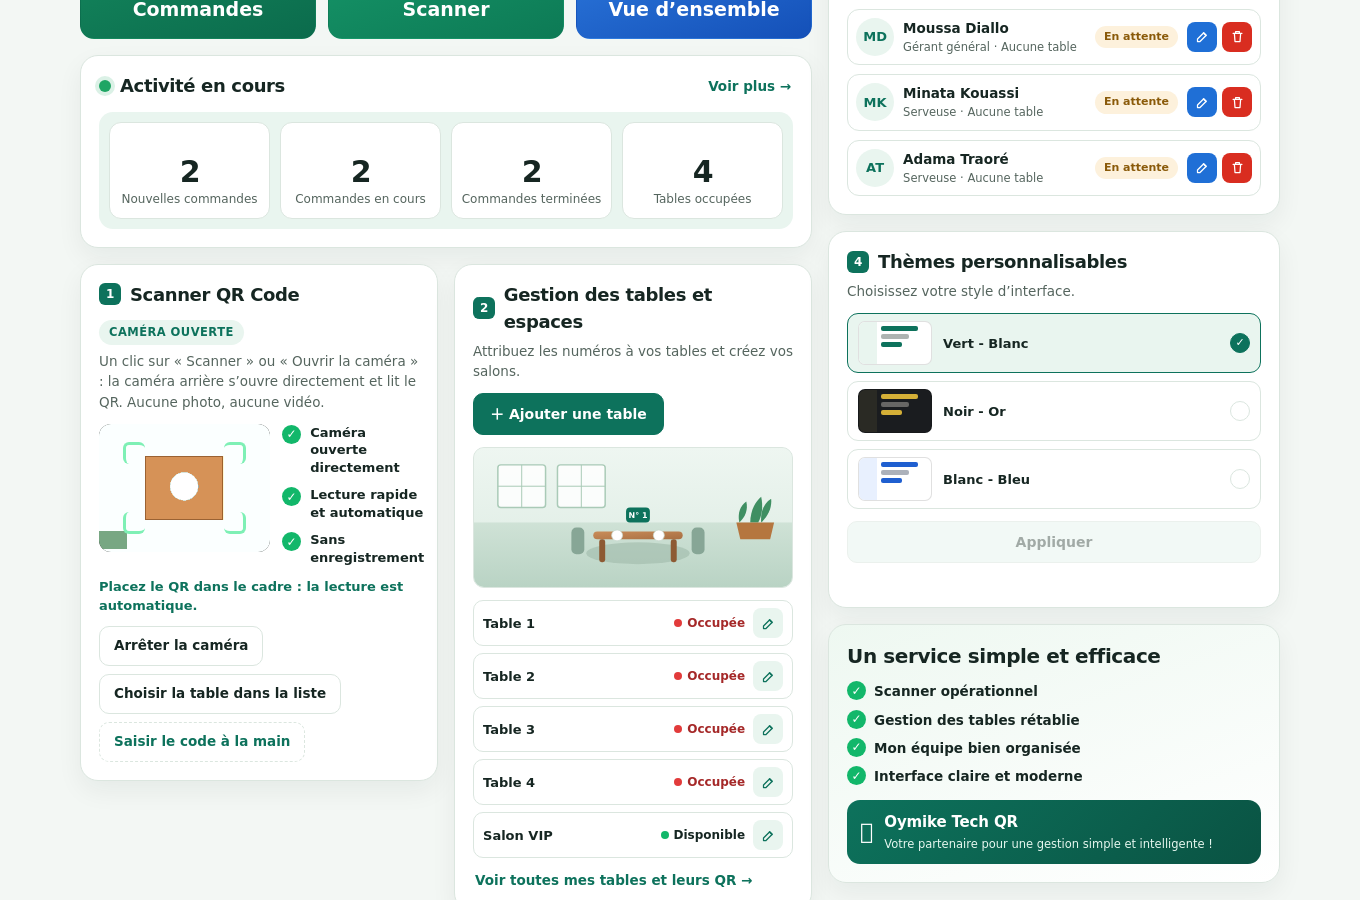 Commandes
Scanner
Vue d’ensemble
Activité en cours
Voir plus →
2
Nouvelles commandes
2
Commandes en cours
2
Commandes terminées
4
Tables occupées
1
Scanner QR Code
CAMÉRA OUVERTE
Un clic sur « Scanner » ou « Ouvrir la caméra »
: la caméra arrière s’ouvre directement et lit le
QR. Aucune photo, aucune vidéo.
Caméra
ouverte
directement
Lecture rapide
et automatique
Sans
enregistrement
Placez le QR dans le cadre : la lecture est
automatique.
Arrêter la caméra
Choisir la table dans la liste
Saisir le code à la main
2
Gestion des tables et
espaces
Attribuez les numéros à vos tables et créez vos
salons.
+ Ajouter une table
N° 1
Table 1
Occupée
Table 2
Occupée
Table 3
Occupée
Table 4
Occupée
Salon VIP
Disponible
Voir toutes mes tables et leurs QR →
MD
Moussa Diallo
Gérant général · Aucune table
En attente
MK
Minata Kouassi
Serveuse · Aucune table
En attente
AT
Adama Traoré
Serveuse · Aucune table
En attente
4
Thèmes personnalisables
Choisissez votre style d’interface.
Vert - Blanc
Noir - Or
Blanc - Bleu
Appliquer
Un service simple et efficace
Scanner opérationnel
Gestion des tables rétablie
Mon équipe bien organisée
Interface claire et moderne
Oymike Tech QR
Votre partenaire pour une gestion simple et intelligente !